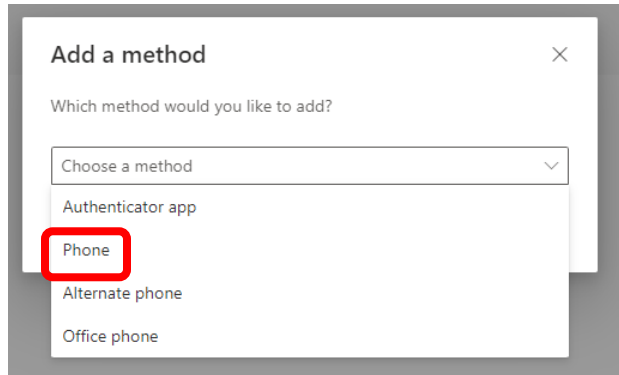 Add a method
Which method would you like to add?
Choose a method
Authenticator app
Phone
Alternate phone
Office phone